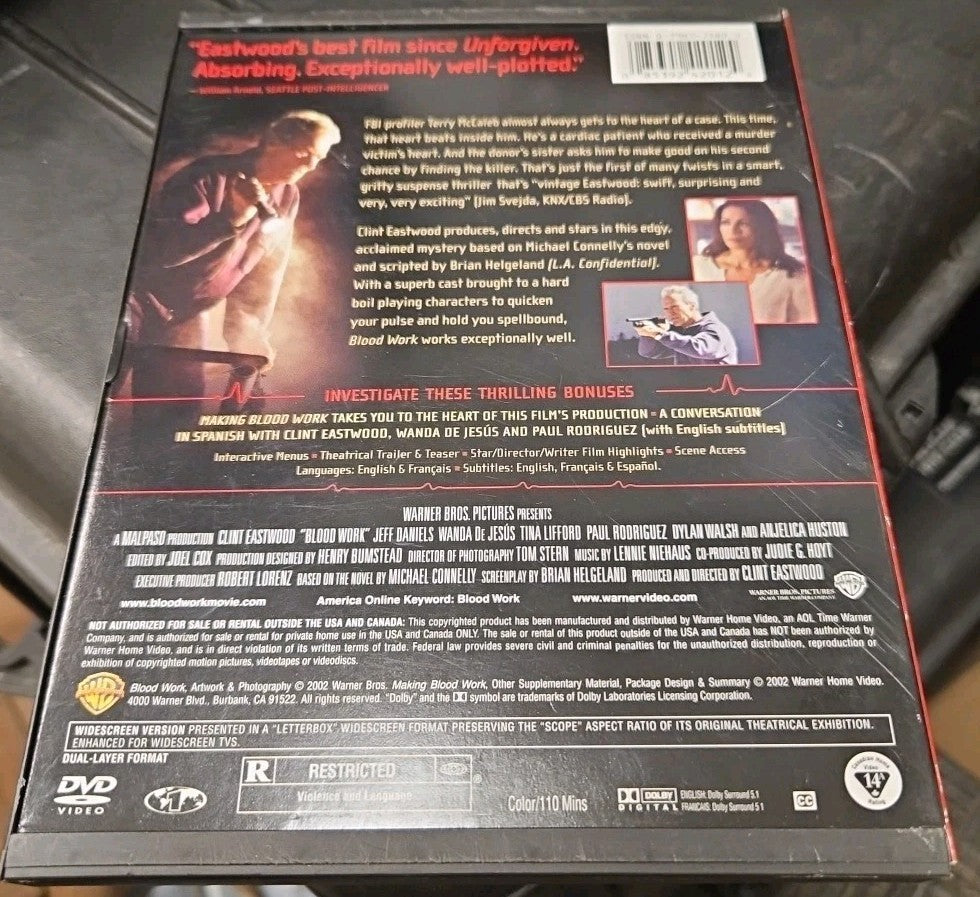 "Eastwood's best film since Unforgiven.
Absorbing. Exceptionally well-plotted."
— William Arnold, SEATTLE POST-INTELLIGENCER
FBI profiler Terry McCaleb almost always gets to the heart of a case. This time,
that heart beats inside him. He's a cardiac patient who received a murder
victim's heart. And the donor's sister asks him to make good on his second
chance by finding the killer. That's just the first of many twists in a smart,
gritty suspense thriller that's "vintage Eastwood: swift, surprising and
very, very exciting" (Jim Svejda, KNX/CBS Radio).
Clint Eastwood produces, directs and stars in this edgy,
acclaimed mystery based on Michael Connelly's novel
and scripted by Brian Helgeland (L.A. Confidential).
With a superb cast brought to a hard
boil playing characters to quicken
your pulse and hold you spellbound,
Blood Work works exceptionally well.
INVESTIGATE THESE THRILLING BONUSES
MAKING BLOOD WORK TAKES YOU TO THE HEART OF THIS FILM'S PRODUCTION ▪ A CONVERSATION
IN SPANISH WITH CLINT EASTWOOD, WANDA DE JESÚS AND PAUL RODRIGUEZ (with English subtitles)
Interactive Menus ▪ Theatrical Trailer & Teaser ▪ Star/Director/Writer Film Highlights ▪ Scene Access
Languages: English & Français ▪ Subtitles: English, Français & Español.
WARNER BROS. PICTURES PRESENTS
A MALPASO PRODUCTION CLINT EASTWOOD "BLOOD WORK" JEFF DANIELS WANDA DE JESÚS TINA LIFFORD PAUL RODRIGUEZ DYLAN WALSH AND ANJELICA HUSTON
EDITED BY JOEL COX PRODUCTION DESIGNED BY HENRY BUMSTEAD DIRECTOR OF PHOTOGRAPHY TOM STERN MUSIC BY LENNIE NIEHAUS CO-PRODUCED BY JUDIE G. HOYT
EXECUTIVE PRODUCER ROBERT LORENZ BASED ON THE NOVEL BY MICHAEL CONNELLY SCREENPLAY BY BRIAN HELGELAND PRODUCED AND DIRECTED BY CLINT EASTWOOD
www.bloodworkmovie.com America Online Keyword: Blood Work www.warnervideo.com
WARNER BROS. PICTURES
AN AOL TIME WARNER COMPANY
NOT AUTHORIZED FOR SALE OR RENTAL OUTSIDE THE USA AND CANADA: This copyrighted product has been manufactured and distributed by Warner Home Video, an AOL Time Warner
Company, and is authorized for sale or rental for private home use in the USA and Canada ONLY. The sale or rental of this product outside of the USA and Canada has NOT been authorized by
Warner Home Video, and is in direct violation of its written terms of trade. Federal law provides severe civil and criminal penalties for the unauthorized distribution, reproduction or
exhibition of copyrighted motion pictures, videotapes or videodiscs.
Blood Work, Artwork & Photography © 2002 Warner Bros. Making Blood Work, Other Supplementary Material, Package Design & Summary © 2002 Warner Home Video.
4000 Warner Blvd., Burbank, CA 91522. All rights reserved. "Dolby" and the DD symbol are trademarks of Dolby Laboratories Licensing Corporation.
WIDESCREEN VERSION PRESENTED IN A "LETTERBOX" WIDESCREEN FORMAT PRESERVING THE "SCOPE" ASPECT RATIO OF ITS ORIGINAL THEATRICAL EXHIBITION.
ENHANCED FOR WIDESCREEN TVS.
DUAL-LAYER FORMAT
DVD
VIDEO
1
R RESTRICTED ®
Violence and Language
Color/110 Mins
DOLBY
DIGITAL
ENGLISH: Dolby Surround 5.1
FRANÇAIS: Dolby Surround 5.1
CC
Canadian Home
Video
14A
Rating